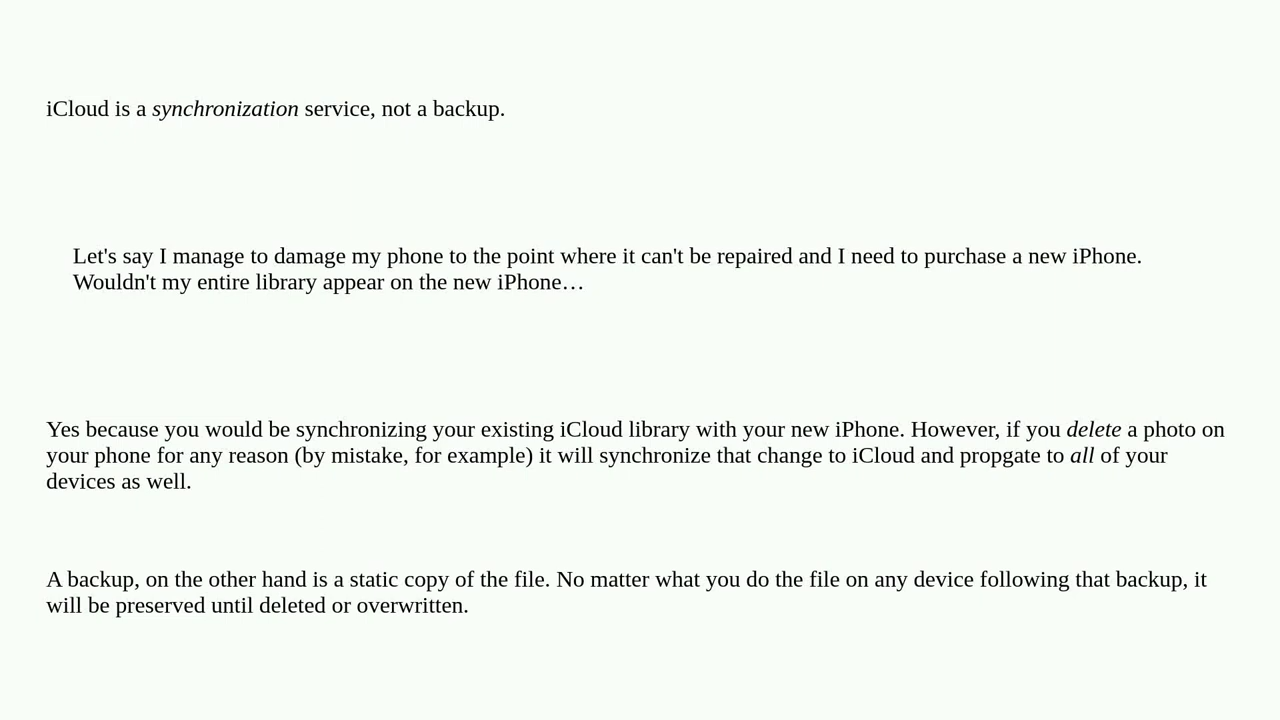 iCloud is a synchronization service, not a backup.
Let's say I manage to damage my phone to the point where it can't be repaired and I need to purchase a new iPhone.
Wouldn't my entire library appear on the new iPhone…
Yes because you would be synchronizing your existing iCloud library with your new iPhone. However, if you delete a photo on
your phone for any reason (by mistake, for example) it will synchronize that change to iCloud and propgate to all of your
devices as well.
A backup, on the other hand is a static copy of the file. No matter what you do the file on any device following that backup, it
will be preserved until deleted or overwritten.